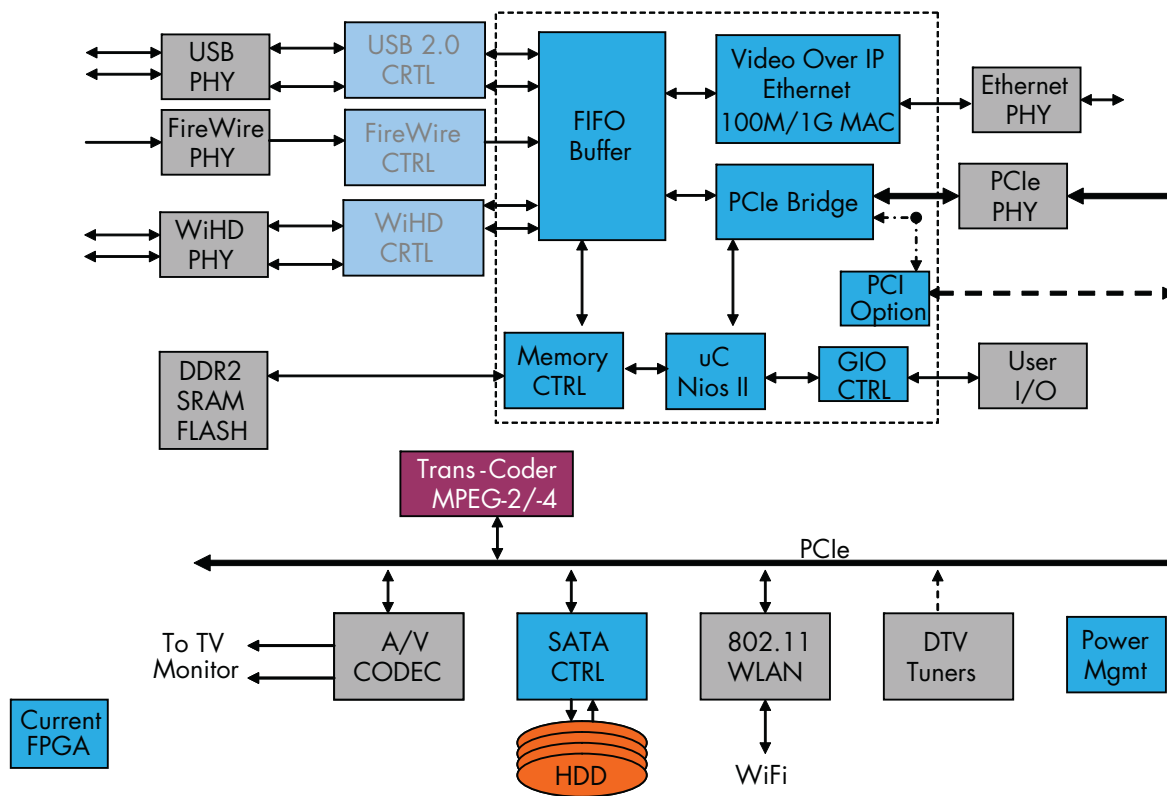 USB
PHY
USB 2.0
CRTL
FIFO
Buffer
Video Over IP
Ethernet
100M/1G MAC
Ethernet
PHY
FireWire
PHY
FireWire
CTRL
PCIe Bridge
PCIe
PHY
WiHD
PHY
WiHD
CRTL
PCI
Option
DDR2
SRAM
FLASH
Memory
CTRL
uC
Nios II
GIO
CTRL
User
I/O
Trans-Coder
MPEG-2/-4
PCIe
To TV
Monitor
A/V
CODEC
SATA
CTRL
802.11
WLAN
DTV
Tuners
Power
Mgmt
Current
FPGA
HDD
WiFi